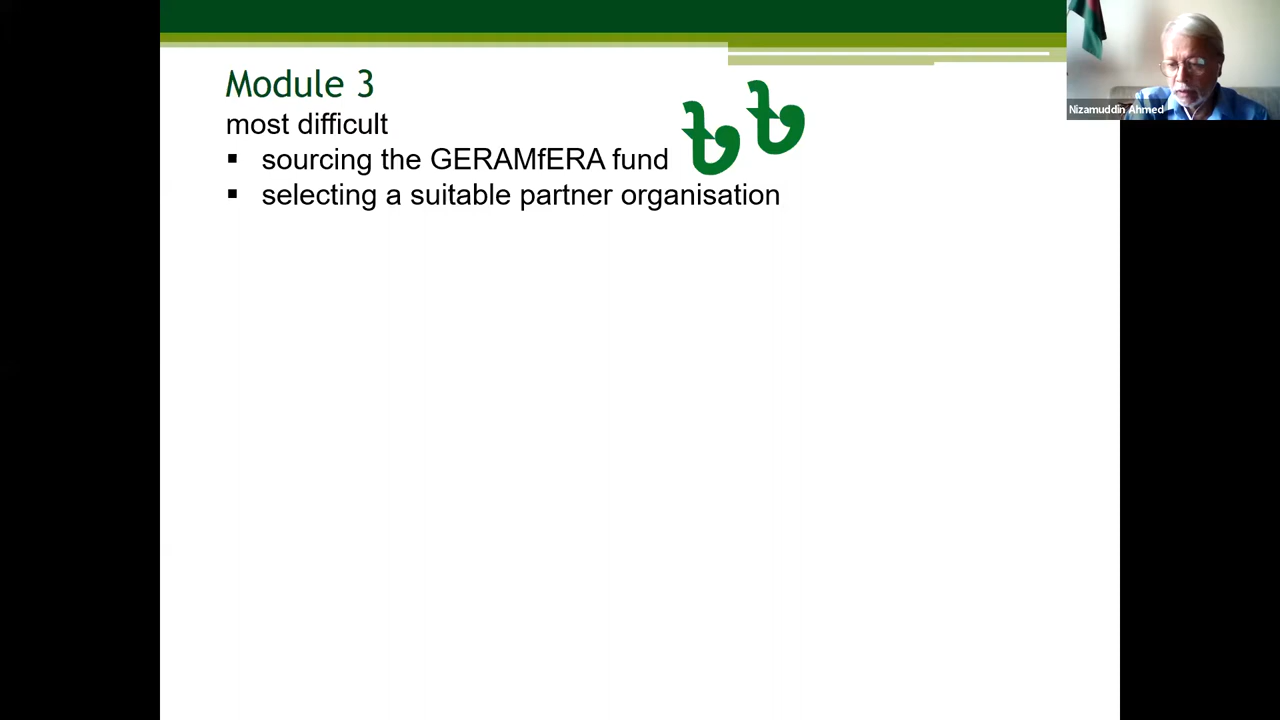 Module 3
most difficult
▪ sourcing the GERAMfERA fund ৳ ৳
▪ selecting a suitable partner organisation
Nizamuddin Ahmed